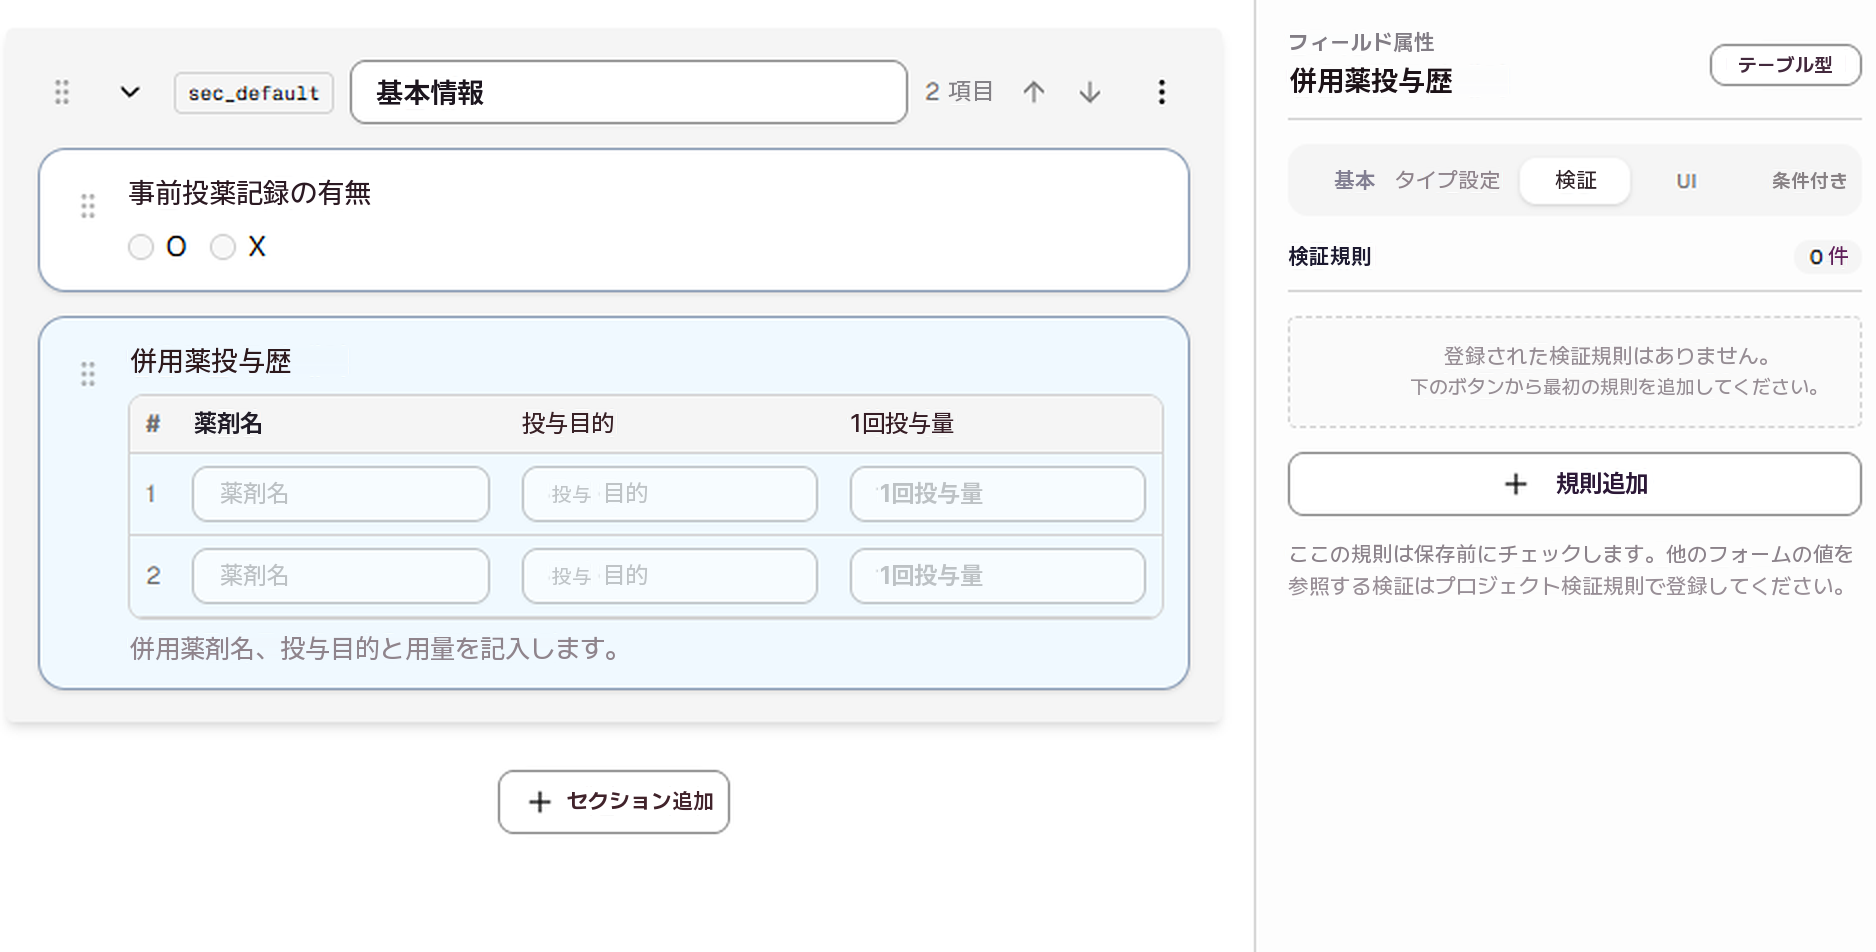 sec_default
基本情報
2 項目
事前投薬記録の有無
O X
併用薬投与歴
# 薬剤名 投与目的 1回投与量
1 薬剤名 投与 目的 1回投与量
2 薬剤名 投与 目的 1回投与量
併用薬剤名、投与目的と用量を記入します。
+ セクション追加
フィールド属性
併用薬投与歴
テーブル型
基本 タイプ設定 検証 UI 条件付き
検証規則
0 件
登録された検証規則はありません。
下のボタンから最初の規則を追加してください。
+ 規則追加
ここの規則は保存前にチェックします。他のフォームの値を
参照する検証はプロジェクト検証規則で登録してください。